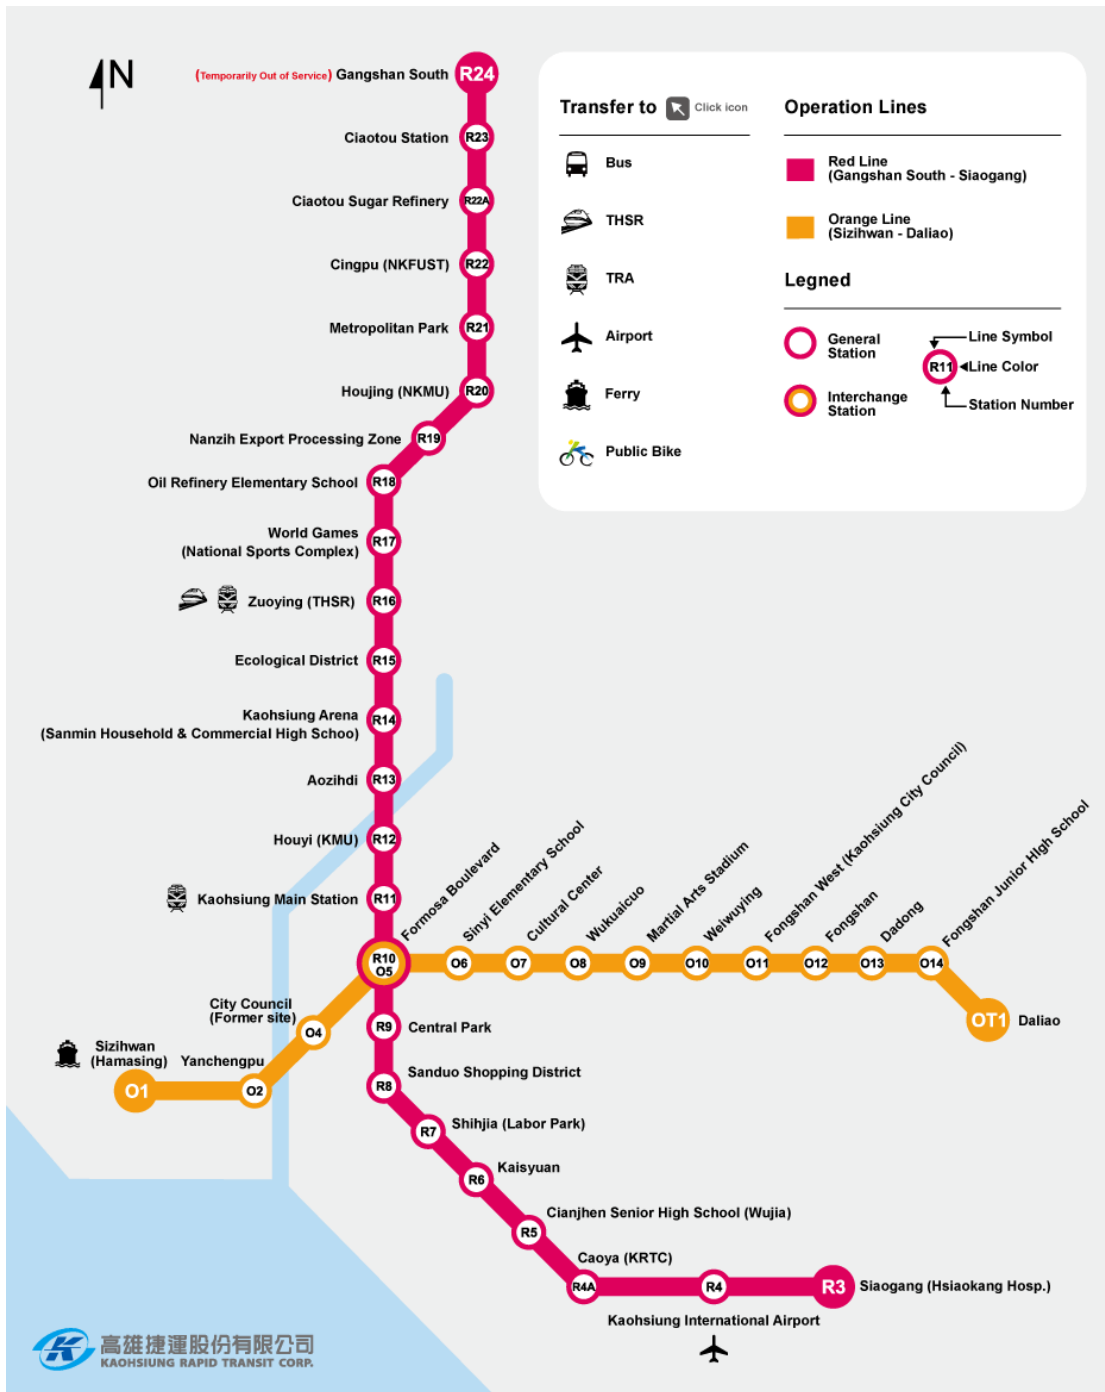 N
(Temporarily Out of Service) Gangshan South
R24
Ciaotou Station
R23
Ciaotou Sugar Refinery
R22A
Cingpu (NKFUST)
R22
Metropolitan Park
R21
Houjing (NKMU)
R20
Nanzih Export Processing Zone
R19
Oil Refinery Elementary School
R18
World Games
(National Sports Complex)
R17
Zuoying (THSR)
R16
Ecological District
R15
Kaohsiung Arena
(Sanmin Household & Commercial High Schoo)
R14
Aozihdi
R13
Houyi (KMU)
R12
Kaohsiung Main Station
R11
R10
O5
Formosa Boulevard
Sinyi Elementary School
Cultural Center
Wukuaicuo
Martial Arts Stadium
Weiwuying
Fongshan West (Kaohsiung City Council)
Fongshan
Dadong
Fongshan Junior HIgh School
O6
O7
O8
O9
O10
O11
O12
O13
O14
OT1
Daliao
City Council
(Former site)
O4
Sizihwan
(Hamasing)
Yanchengpu
O1
O2
R9
Central Park
R8
Sanduo Shopping District
R7
Shihjia (Labor Park)
R6
Kaisyuan
R5
Cianjhen Senior High School (Wujia)
Caoya (KRTC)
R4A
R4
R3
Siaogang (Hsiaokang Hosp.)
Kaohsiung International Airport
Transfer to
Click icon
Bus
THSR
TRA
Airport
Ferry
Public Bike
Operation Lines
Red Line
(Gangshan South - Siaogang)
Orange Line
(Sizihwan - Daliao)
Legned
General
Station
Interchange
Station
R11
Line Symbol
Line Color
Station Number
高雄捷運股份有限公司
KAOHSIUNG RAPID TRANSIT CORP.